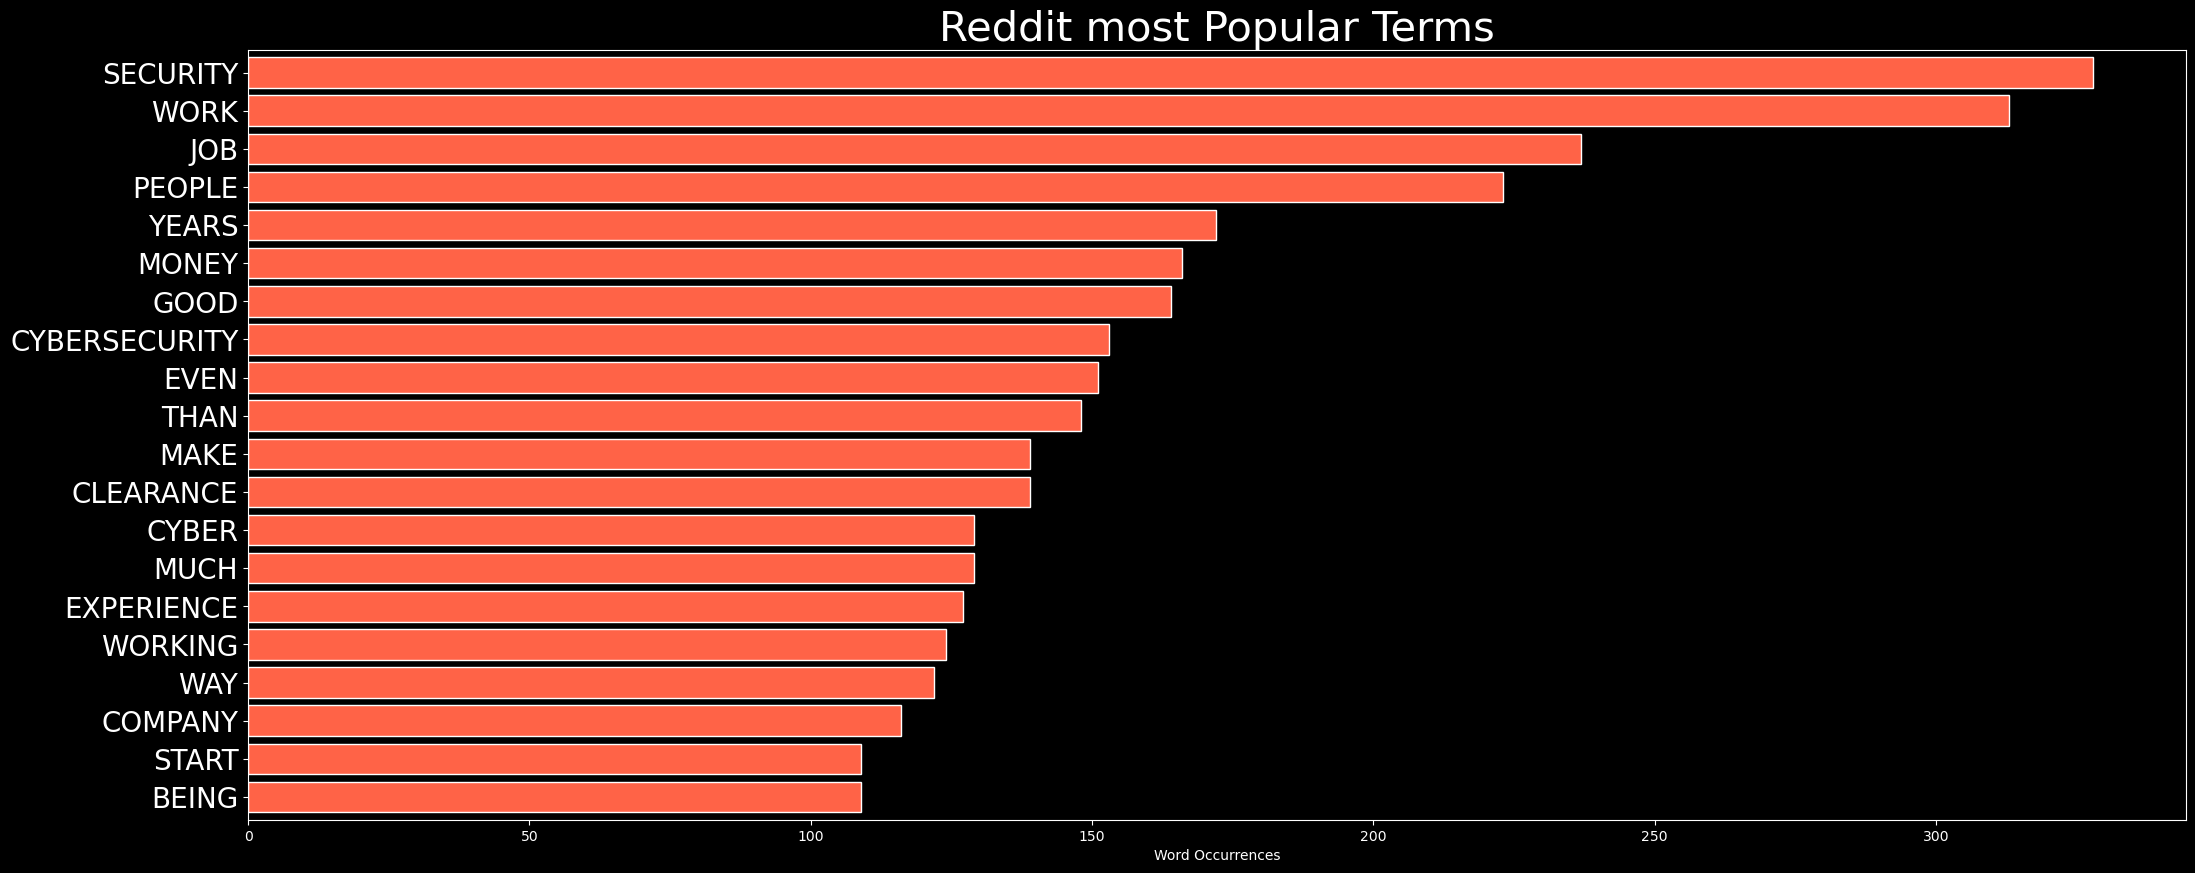 Reddit most Popular Terms
SECURITY
WORK
JOB
PEOPLE
YEARS
MONEY
GOOD
CYBERSECURITY
EVEN
THAN
MAKE
CLEARANCE
CYBER
MUCH
EXPERIENCE
WORKING
WAY
COMPANY
START
BEING
0 50 100 150 200 250 300
Word Occurrences